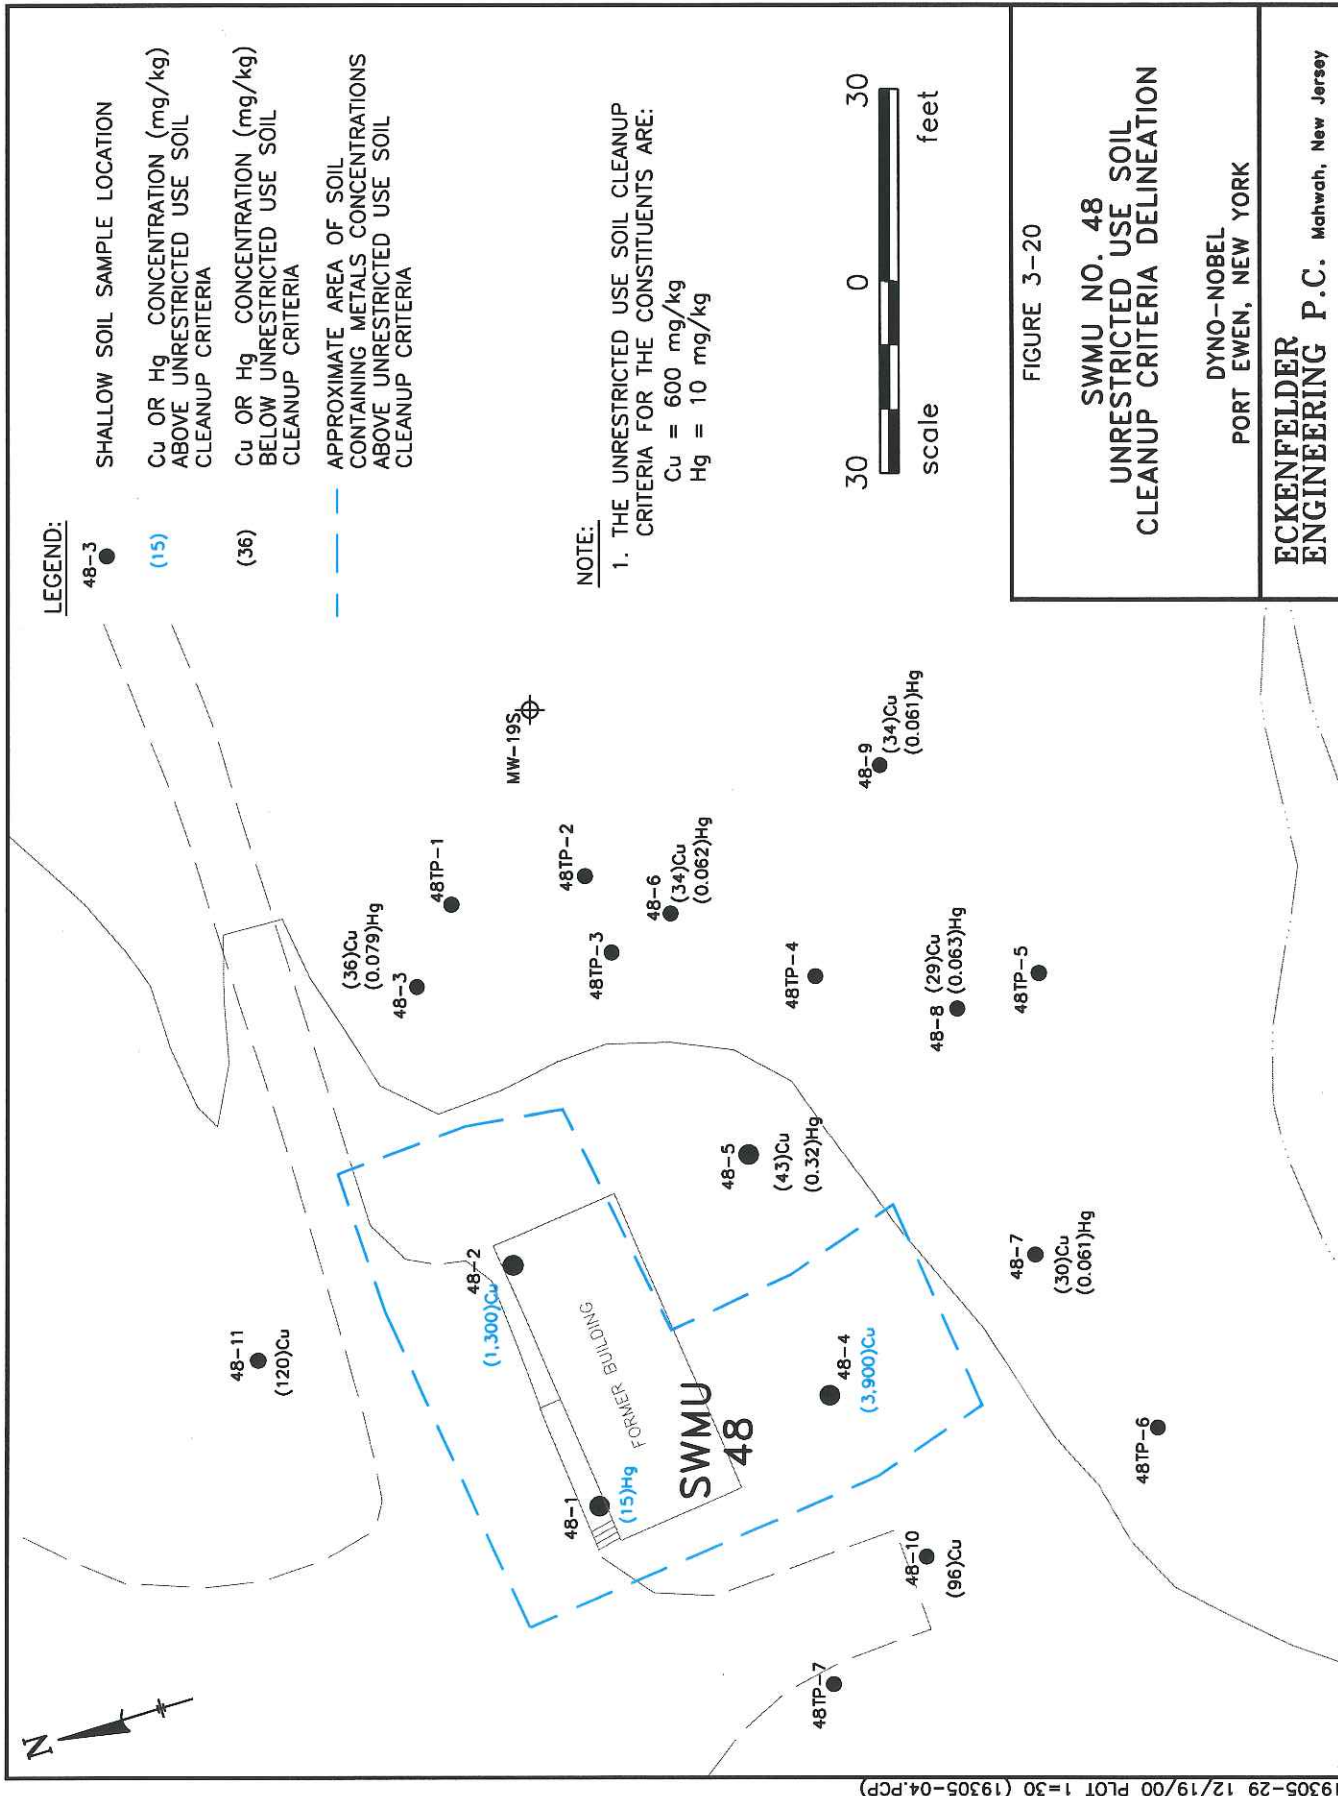 LEGEND:
48-3
SHALLOW SOIL SAMPLE LOCATION
(15)
Cu OR Hg CONCENTRATION (mg/kg)
ABOVE UNRESTRICTED USE SOIL
CLEANUP CRITERIA
(36)
Cu OR Hg CONCENTRATION (mg/kg)
BELOW UNRESTRICTED USE SOIL
CLEANUP CRITERIA
APPROXIMATE AREA OF SOIL
CONTAINING METALS CONCENTRATIONS
ABOVE UNRESTRICTED USE SOIL
CLEANUP CRITERIA
NOTE:
1. THE UNRESTRICTED USE SOIL CLEANUP
CRITERIA FOR THE CONSTITUENTS ARE:
Cu = 600 mg/kg
Hg = 10 mg/kg
30 0 30
scale feet
FIGURE 3-20
SWMU NO. 48
UNRESTRICTED USE SOIL
CLEANUP CRITERIA DELINEATION
DYNO-NOBEL
PORT EWEN, NEW YORK
ECKENFELDER
ENGINEERING P.C. Mahwah, New Jersey
N
48-11
(120)Cu
(36)Cu
(0.079)Hg
48-3
48TP-1
MW-19S
48-2
(1,300)Cu
48TP-2
48TP-3
48-6
(34)Cu
(0.062)Hg
48-1
(15)Hg
FORMER BUILDING
SWMU
48
48-5
(43)Cu
(0.32)Hg
48TP-4
48-9
(34)Cu
(0.061)Hg
48-4
(3,900)Cu
48TP-7
48-10
(96)Cu
48-8
(29)Cu
(0.063)Hg
48TP-5
48-7
(30)Cu
(0.061)Hg
48TP-6
19305-29 12/19/00 PLOT 1=30 (19305-04.PCP)